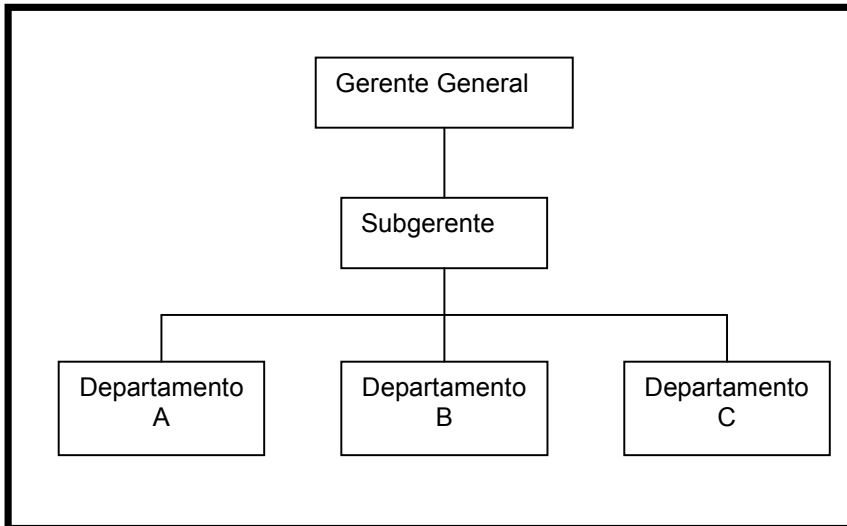 Gerente General
Subgerente
Departamento
A
Departamento
B
Departamento
C